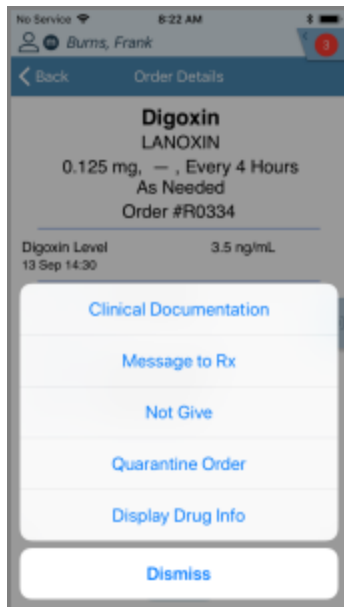 No Service 8:22 AM
m Burns, Frank 3
Back Order Details
Digoxin
LANOXIN
0.125 mg, — , Every 4 Hours
As Needed
Order #R0334
Digoxin Level 3.5 ng/mL
13 Sep 14:30
Clinical Documentation
Message to Rx
Not Give
Quarantine Order
Display Drug Info
Dismiss